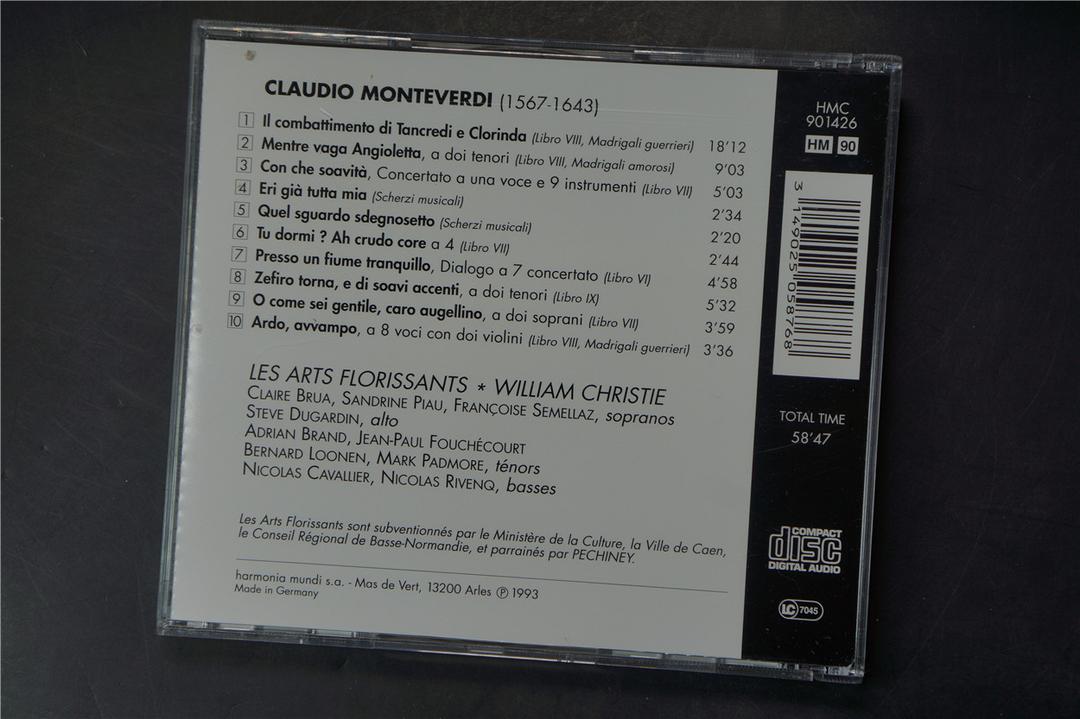 CLAUDIO MONTEVERDI (1567-1643)
1 Il combattimento di Tancredi e Clorinda (Libro VIII, Madrigali guerrieri) 18'12
2 Mentre vaga Angioletta, a doi tenori (Libro VIII, Madrigali amorosi) 9'03
3 Con che soavità, Concertato a una voce e 9 instrumenti (Libro VII) 5'03
4 Eri già tutta mia (Scherzi musicali) 2'34
5 Quel sguardo sdegnosetto (Scherzi musicali) 2'20
6 Tu dormi ? Ah crudo core a 4 (Libro VII) 2'44
7 Presso un fiume tranquillo, Dialogo a 7 concertato (Libro VI) 4'58
8 Zefiro torna, e di soavi accenti, a doi tenori (Libro IX) 5'32
9 O come sei gentile, caro augellino, a doi soprani (Libro VII) 3'59
10 Ardo, avvampo, a 8 voci con doi violini (Libro VIII, Madrigali guerrieri) 3'36
LES ARTS FLORISSANTS * WILLIAM CHRISTIE
CLAIRE BRUA, SANDRINE PIAU, FRANÇOISE SEMELLAZ, sopranos
STEVE DUGARDIN, alto
ADRIAN BRAND, JEAN-PAUL FOUCHÉCOURT
BERNARD LOONEN, MARK PADMORE, ténors
NICOLAS CAVALLIER, NICOLAS RIVENQ, basses
Les Arts Florissants sont subventionnés par le Ministère de la Culture, la Ville de Caen,
le Conseil Régional de Basse-Normandie, et parrainés par PECHINEY.
harmonia mundi s.a. - Mas de Vert, 13200 Arles ℗ 1993
Made in Germany
HMC
901426
HM 90
3 149025 058768
TOTAL TIME
58'47
COMPACT
disc
DIGITAL AUDIO
LC 7045